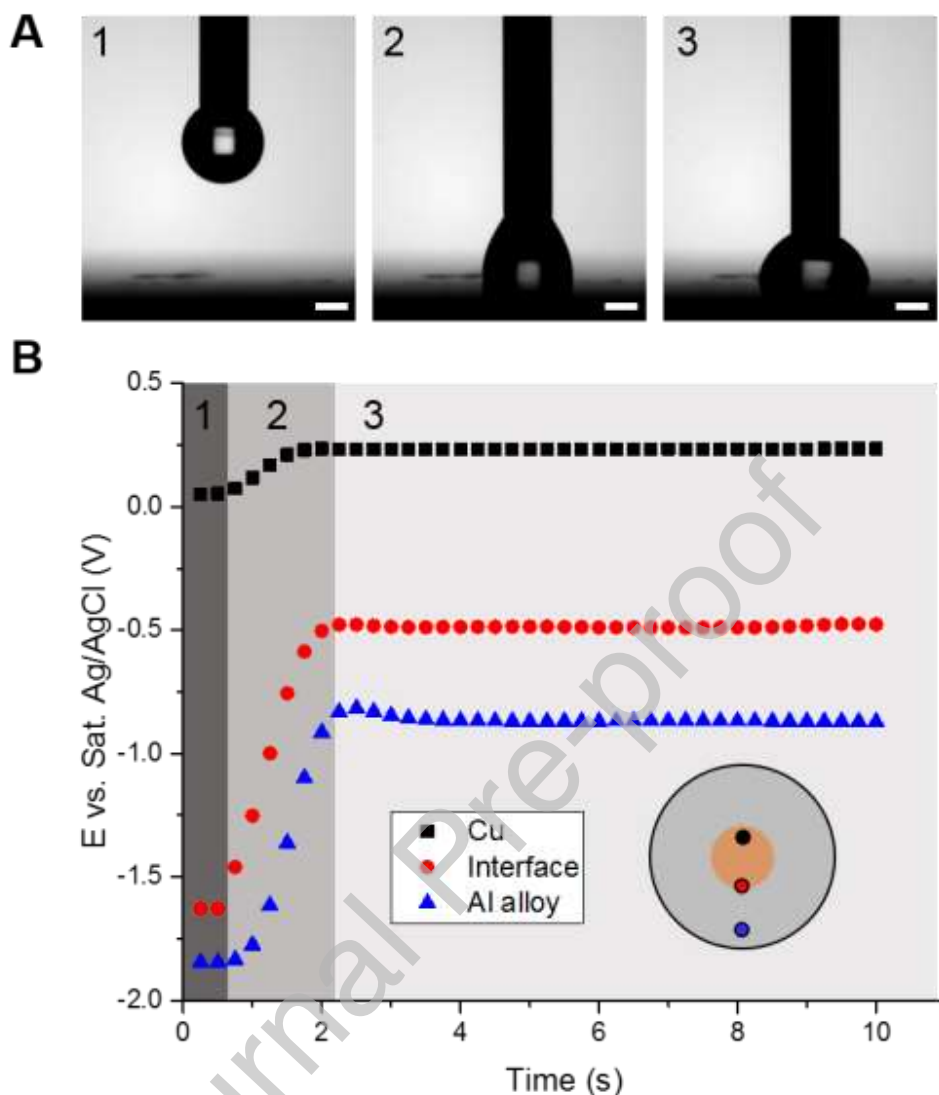 A
1
2
3
B
1 2 3
0.5
0.0
-0.5
-1.0
-1.5
-2.0
E vs. Sat. Ag/AgCl (V)
Cu
Interface
Al alloy
0 2 4 6 8 10
Time (s)
urnal Pre-proof